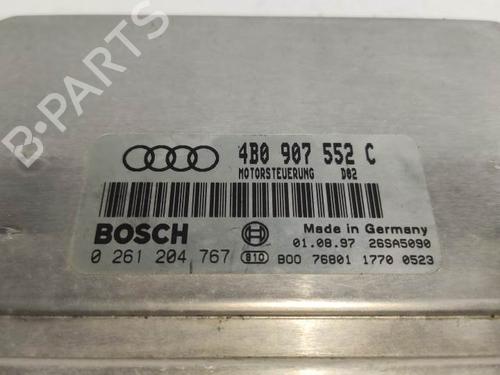 4B0 907 552 C
MOTORSTEUERUNG D02
BOSCH
Made in Germany
01.08.97 26SA5090
0 261 204 767 810 B00 76801 1770 0523
B-PARTS